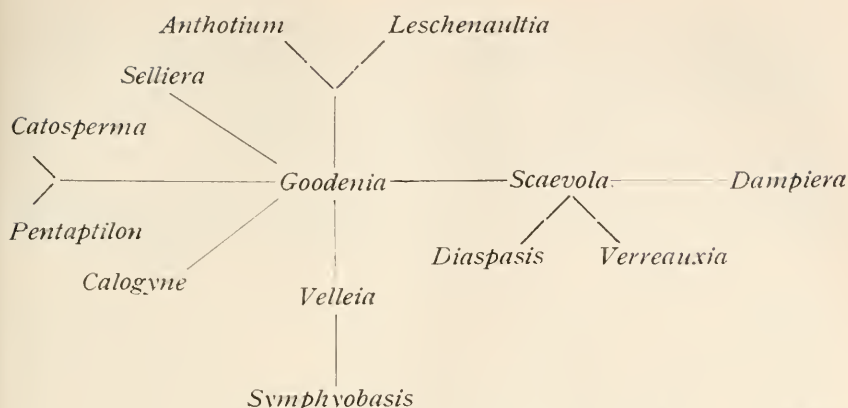 Anthotium Leschenaultia
Selliera
Catosperma
Goodenia Scaevola Dampiera
Pentaptilon
Diaspasis Verreauxia
Calogyne
Velleia
Symphyobasis